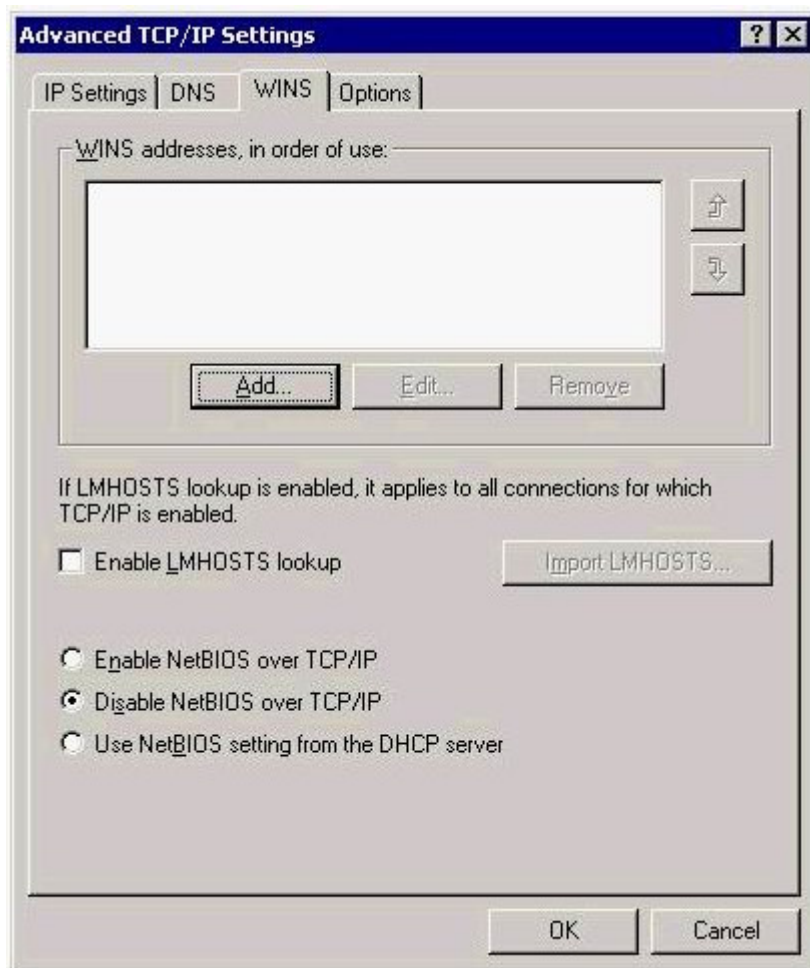 Advanced TCP/IP Settings
IP Settings DNS WINS Options
WINS addresses, in order of use:
Add... Edit... Remove
If LMHOSTS lookup is enabled, it applies to all connections for which
TCP/IP is enabled.
Enable LMHOSTS lookup Import LMHOSTS...
Enable NetBIOS over TCP/IP
Disable NetBIOS over TCP/IP
Use NetBIOS setting from the DHCP server
OK Cancel